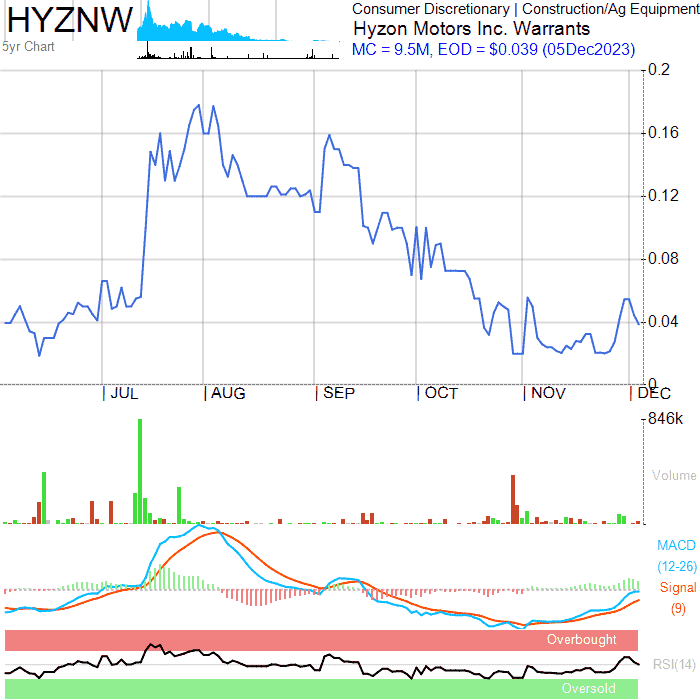 HYZNW
5yr Chart
Consumer Discretionary | Construction/Ag Equipment
Hyzon Motors Inc. Warrants
MC = 9.5M, EOD = $0.039 (05Dec2023)
0.2
0.16
0.12
0.08
0.04
0
JUL AUG SEP OCT NOV DEC
846k
Volume
MACD
(12-26)
Signal
(9)
Overbought
RSI(14)
Oversold